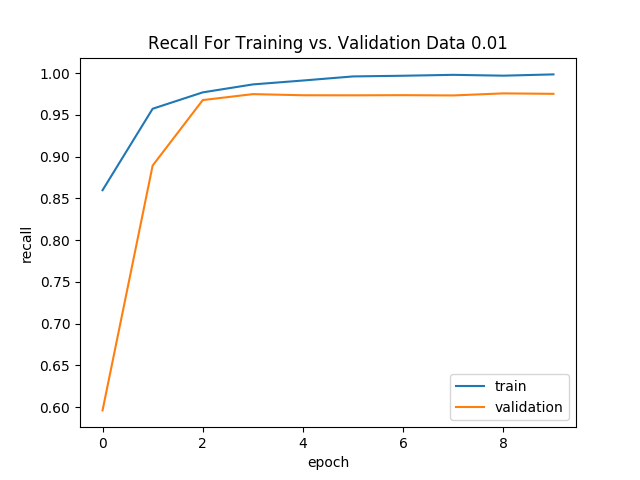 Recall For Training vs. Validation Data 0.01
1.00
0.95
0.90
0.85
0.80
0.75
0.70
0.65
0.60
recall
0 2 4 6 8
epoch
train
validation